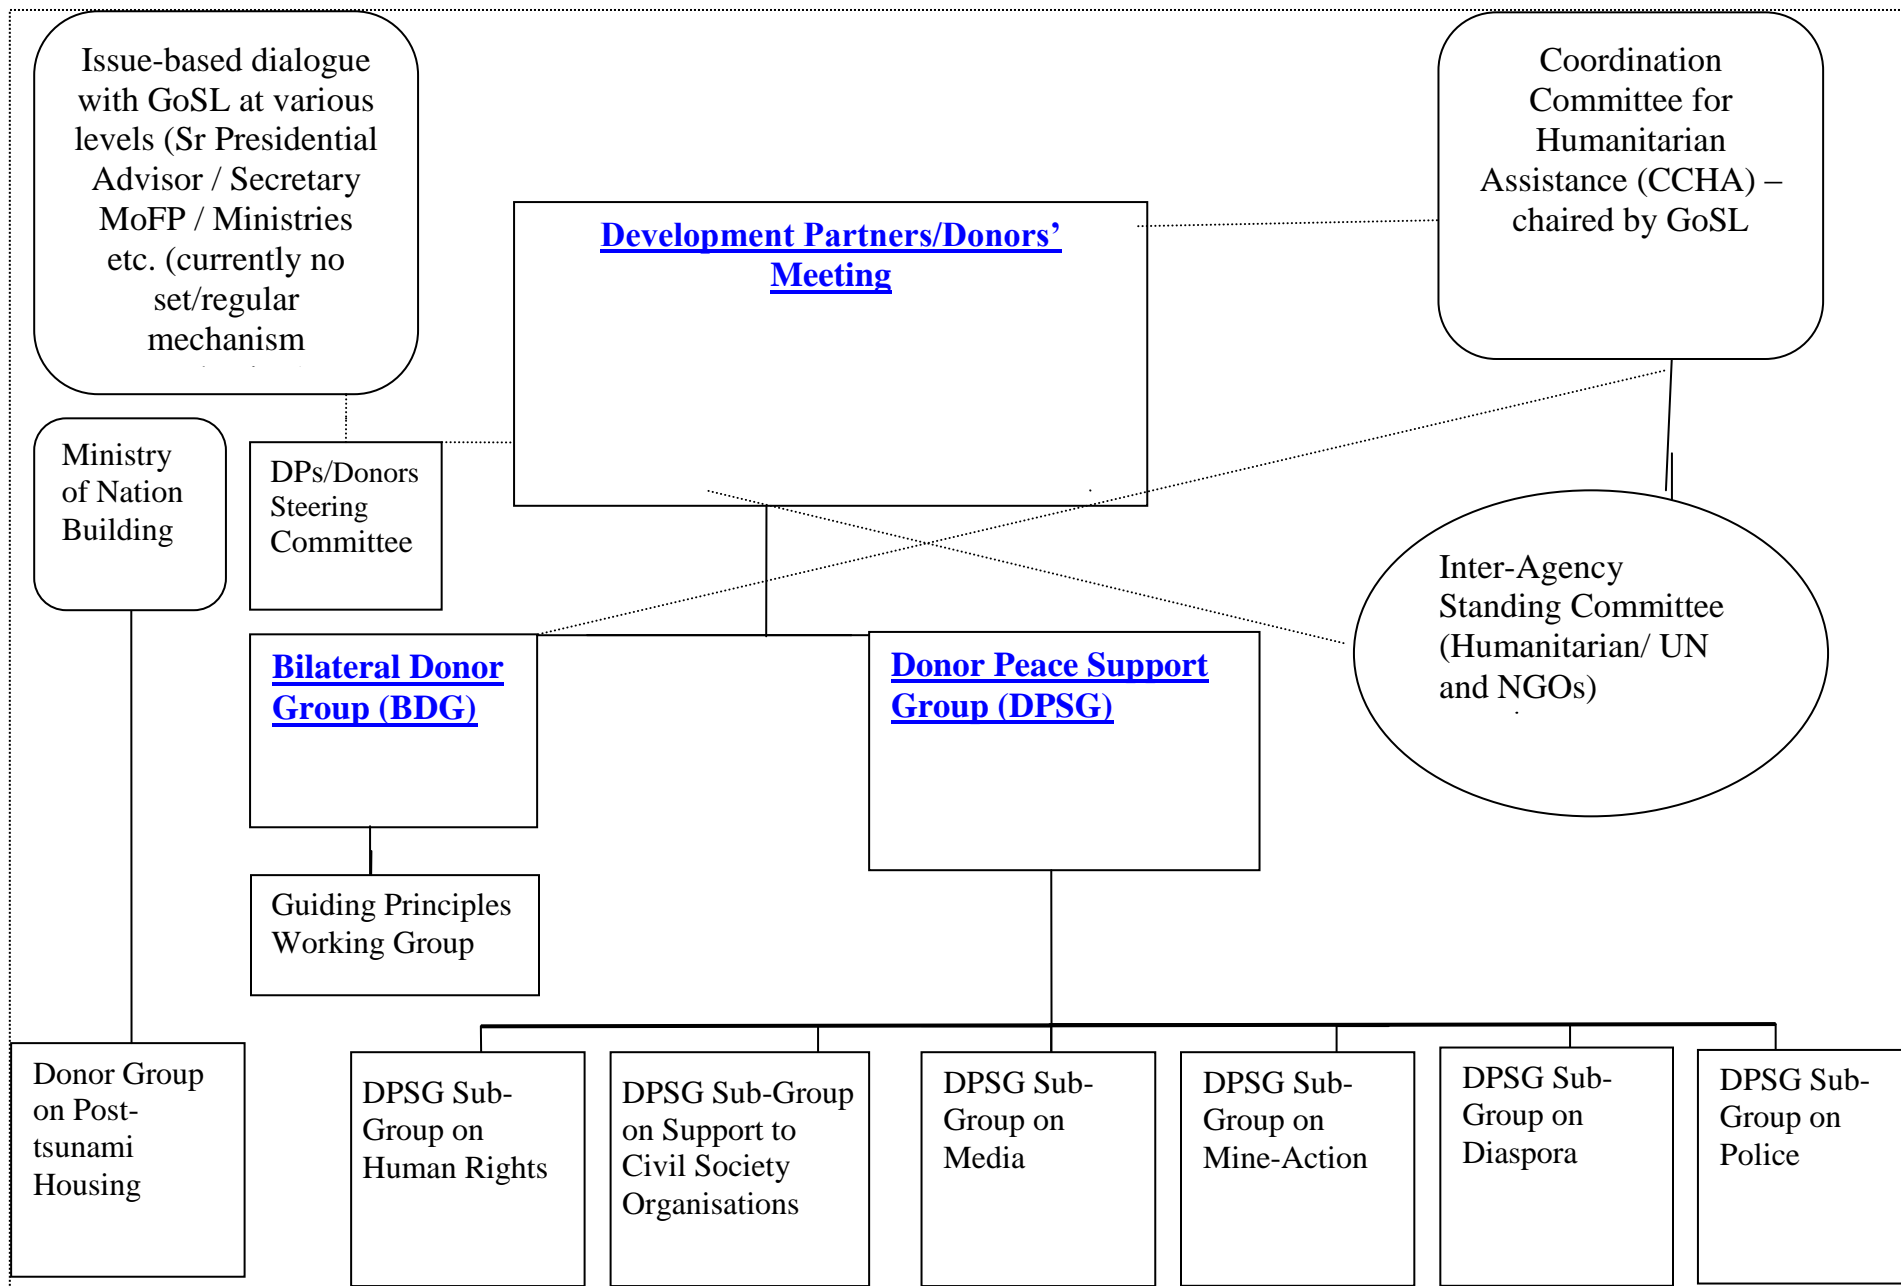 Issue-based dialogue
with GoSL at various
levels (Sr Presidential
Advisor / Secretary
MoFP / Ministries
etc. (currently no
set/regular
mechanism
Coordination
Committee for
Humanitarian
Assistance (CCHA) –
chaired by GoSL
Development Partners/Donors’
Meeting
Ministry
of Nation
Building
DPs/Donors
Steering
Committee
Inter-Agency
Standing Committee
(Humanitarian/ UN
and NGOs)
Bilateral Donor
Group (BDG)
Donor Peace Support
Group (DPSG)
Guiding Principles
Working Group
Donor Group
on Post-
tsunami
Housing
DPSG Sub-
Group on
Human Rights
DPSG Sub-Group
on Support to
Civil Society
Organisations
DPSG Sub-
Group on
Media
DPSG Sub-
Group on
Mine-Action
DPSG Sub-
Group on
Diaspora
DPSG Sub-
Group on
Police